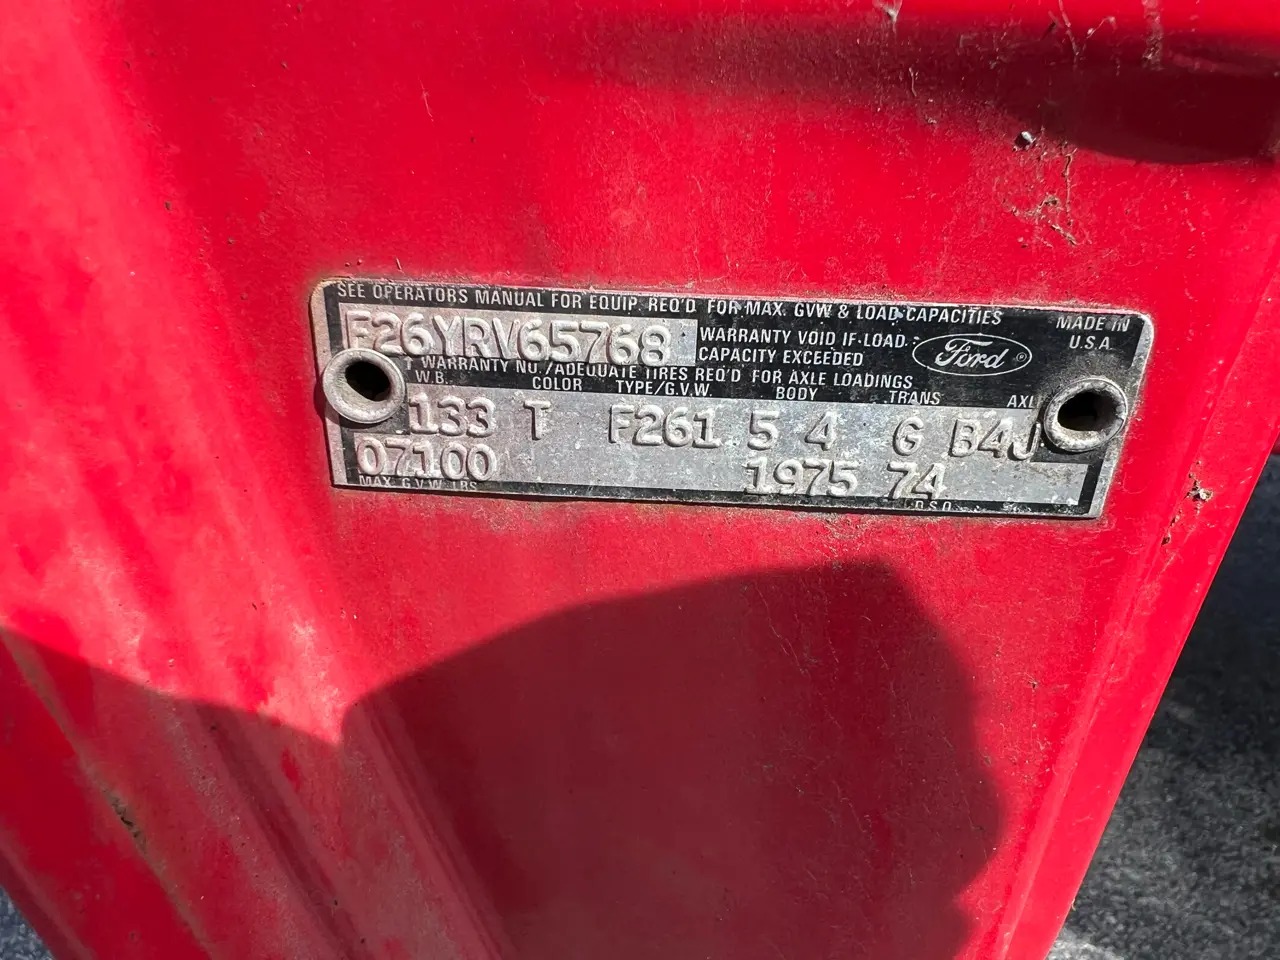 SEE OPERATORS MANUAL FOR EQUIP. REQ'D FOR MAX. GVW & LOAD CAPACITIES
MADE IN
U.S.A
F26YRV65768
WARRANTY VOID IF LOAD
CAPACITY EXCEEDED
Ford ®
WARRANTY NO./ADEQUATE TIRES REQ'D FOR AXLE LOADINGS
W.B. COLOR TYPE/G.V.W. BODY TRANS AXL
133 T F261 5 4 G B4J
07100 1975 74
MAX. G.V.W. LBS D.S.O.